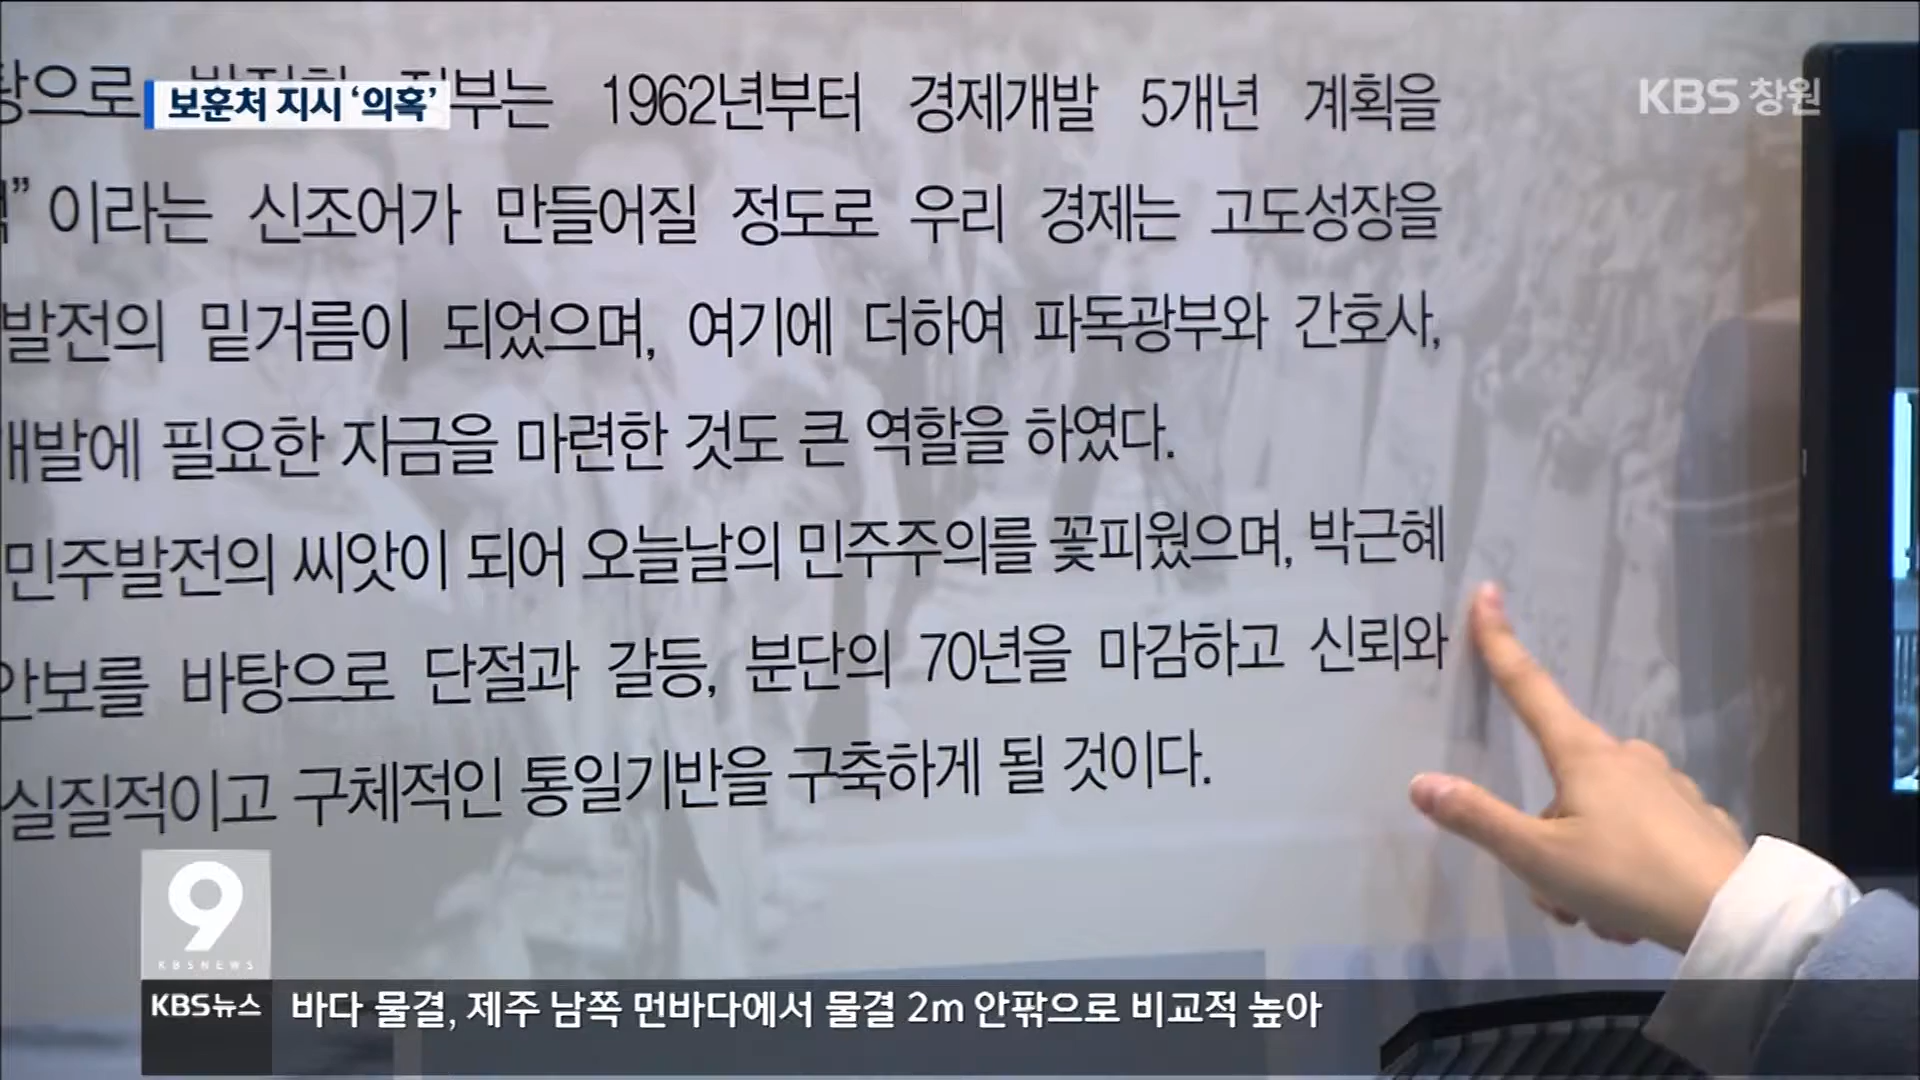 보훈처 지시 ‘의혹’
KBS 창원
으로 부는 1962년부터 경제개발 5개년 계획을
” 이라는 신조어가 만들어질 정도로 우리 경제는 고도성장을
발전의 밑거름이 되었으며, 여기에 더하여 파독광부와 간호사,
개발에 필요한 자금을 마련한 것도 큰 역할을 하였다.
민주발전의 씨앗이 되어 오늘날의 민주주의를 꽃피웠으며, 박근혜
안보를 바탕으로 단절과 갈등, 분단의 70년을 마감하고 신뢰와
실질적이고 구체적인 통일기반을 구축하게 될 것이다.
9
KBS NEWS
KBS뉴스 바다 물결, 제주 남쪽 먼바다에서 물결 2m 안팎으로 비교적 높아